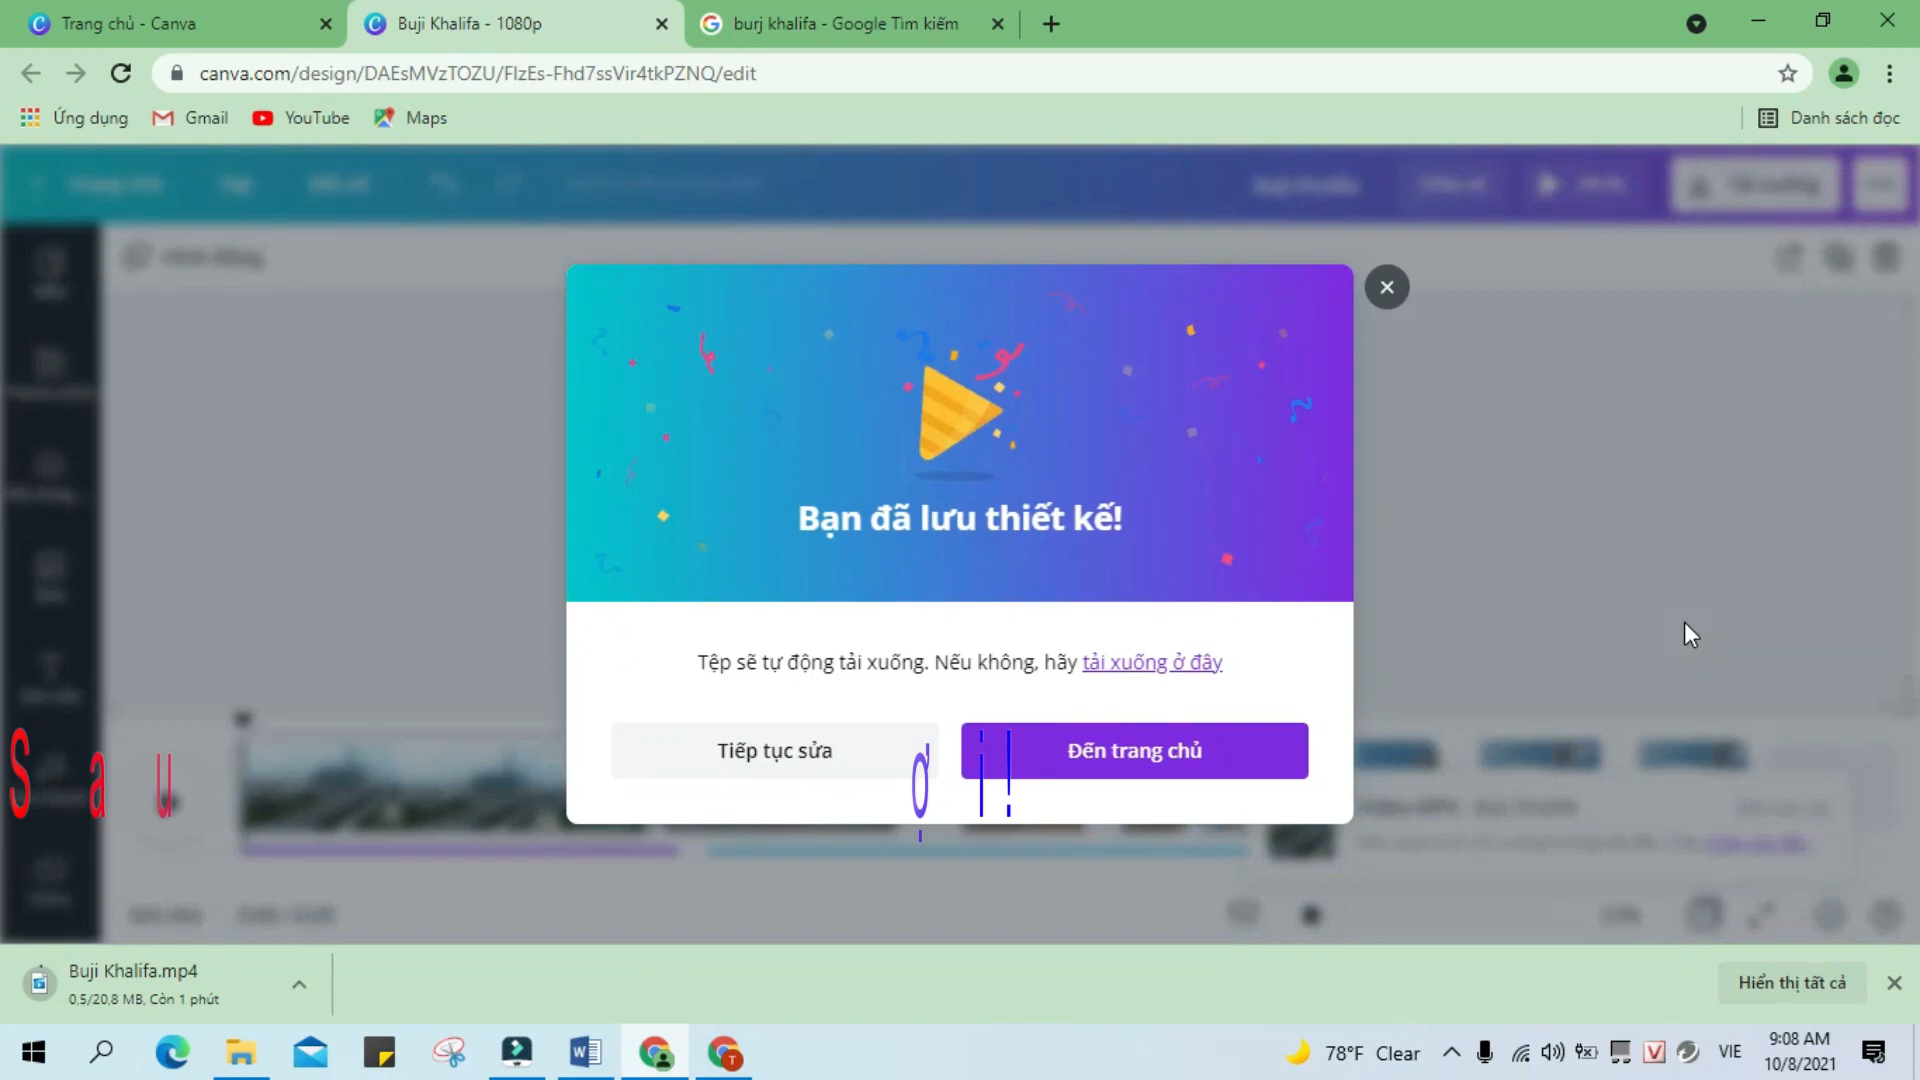 Trang chủ - Canva
Buji Khalifa - 1080p
burj khalifa - Google Tìm kiếm
canva.com/design/DAEsMVzTOZU/FlzEs-Fhd7ssVir4tkPZNQ/edit
Ứng dụng
Gmail
YouTube
Maps
Danh sách đọc
Bạn đã lưu thiết kế!
Tệp sẽ tự động tải xuống. Nếu không, hãy tải xuống ở đây
Tiếp tục sửa
Đến trang chủ
Sau
Buji Khalifa.mp4
0,5/20,8 MB, Còn 1 phút
Hiển thị tất cả
78°F Clear
VIE
9:08 AM
10/8/2021